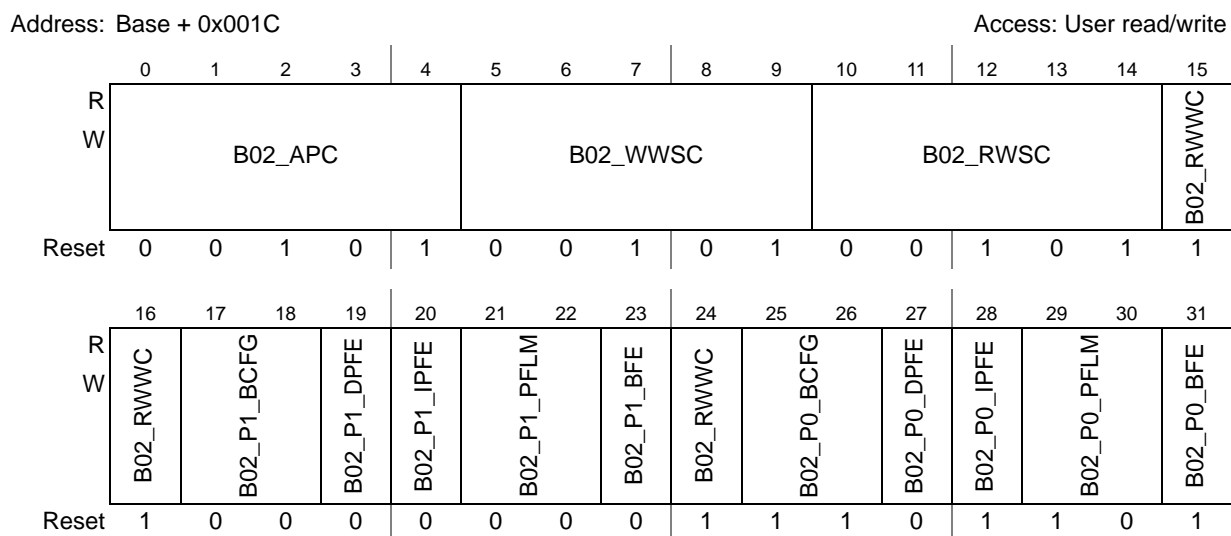 Address: Base + 0x001C Access: User read/write
0 1 2 3 4 5 6 7 8 9 10 11 12 13 14 15
R
W
B02_APC B02_WWSC B02_RWSC B02_RWWC
Reset 0 0 1 0 1 0 0 1 0 1 0 0 1 0 1 1
16 17 18 19 20 21 22 23 24 25 26 27 28 29 30 31
R
W
B02_RWWC B02_P1_BCFG B02_P1_DPFE B02_P1_IPFE B02_P1_PFLM B02_P1_BFE B02_RWWC B02_P0_BCFG B02_P0_DPFE B02_P0_IPFE B02_P0_PFLM B02_P0_BFE
Reset 1 0 0 0 0 0 0 0 1 1 1 0 1 1 0 1